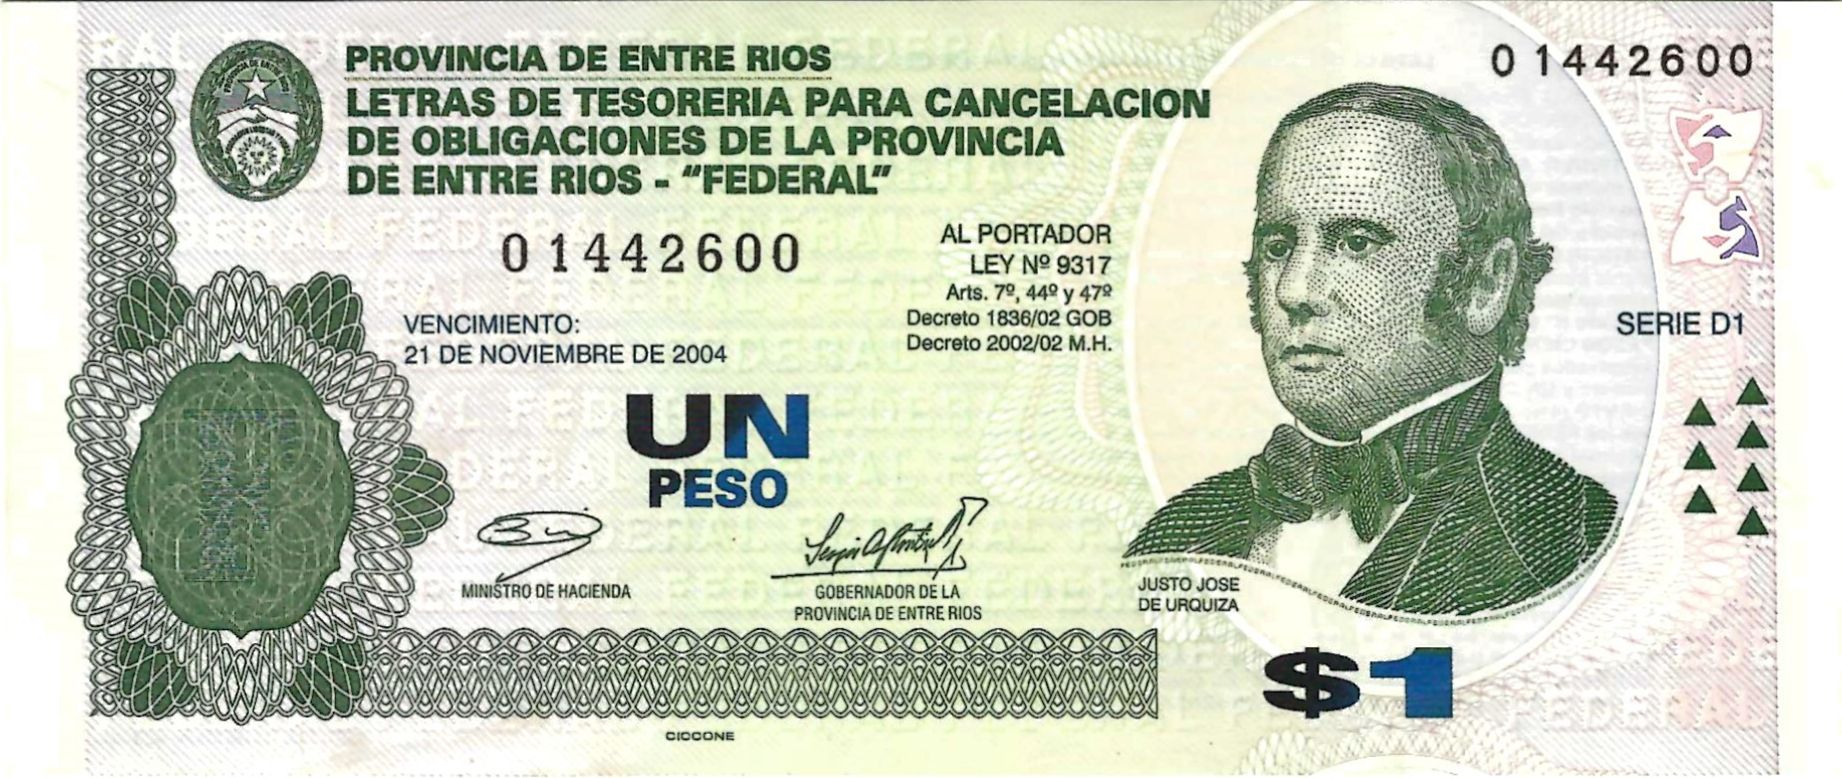 PROVINCIA DE ENTRE RIOS
LETRAS DE TESORERIA PARA CANCELACION
DE OBLIGACIONES DE LA PROVINCIA
DE ENTRE RIOS - "FEDERAL"
01442600
01442600
AL PORTADOR
LEY Nº 9317
Arts. 7º, 44º y 47º
Decreto 1836/02 GOB
Decreto 2002/02 M.H.
VENCIMIENTO:
21 DE NOVIEMBRE DE 2004
SERIE D1
UN
PESO
MINISTRO DE HACIENDA
GOBERNADOR DE LA
PROVINCIA DE ENTRE RIOS
JUSTO JOSE
DE URQUIZA
$1
CICCONE
FEDERAL